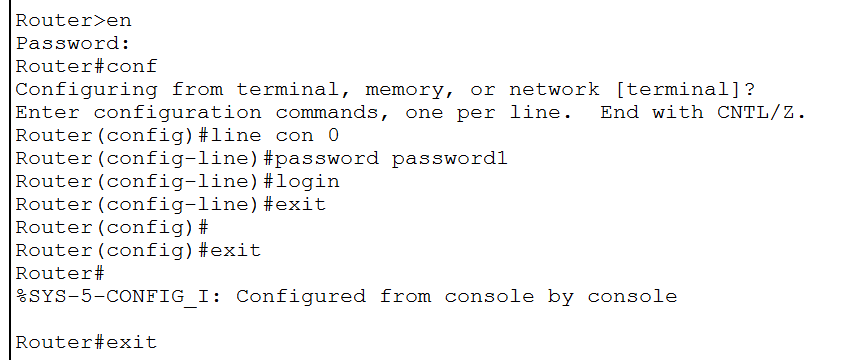 Router>en
Password:
Router#conf
Configuring from terminal, memory, or network [terminal]?
Enter configuration commands, one per line.  End with CNTL/Z.
Router(config)#line con 0
Router(config-line)#password password1
Router(config-line)#login
Router(config-line)#exit
Router(config)#
Router(config)#exit
Router#
%SYS-5-CONFIG_I: Configured from console by console
Router#exit